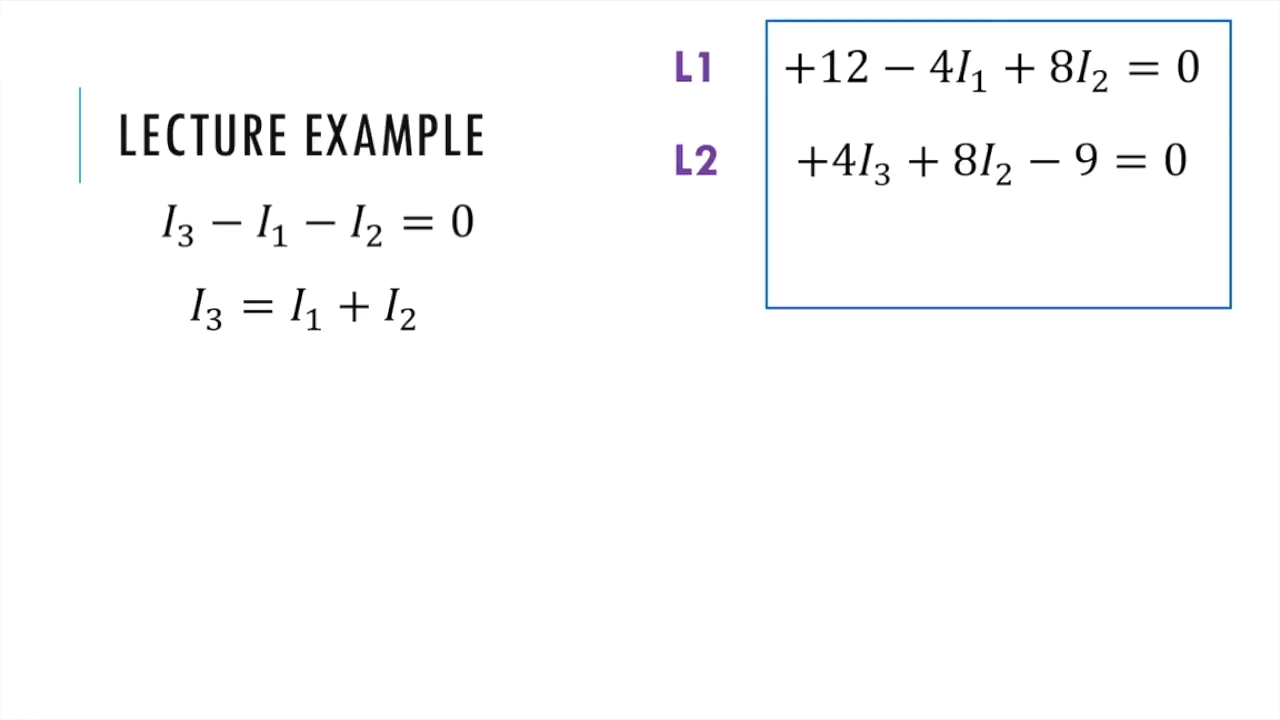 LECTURE EXAMPLE
I₃ − I₁ − I₂ = 0
I₃ = I₁ + I₂
L1 +12 − 4I₁ + 8I₂ = 0
L2 +4I₃ + 8I₂ − 9 = 0